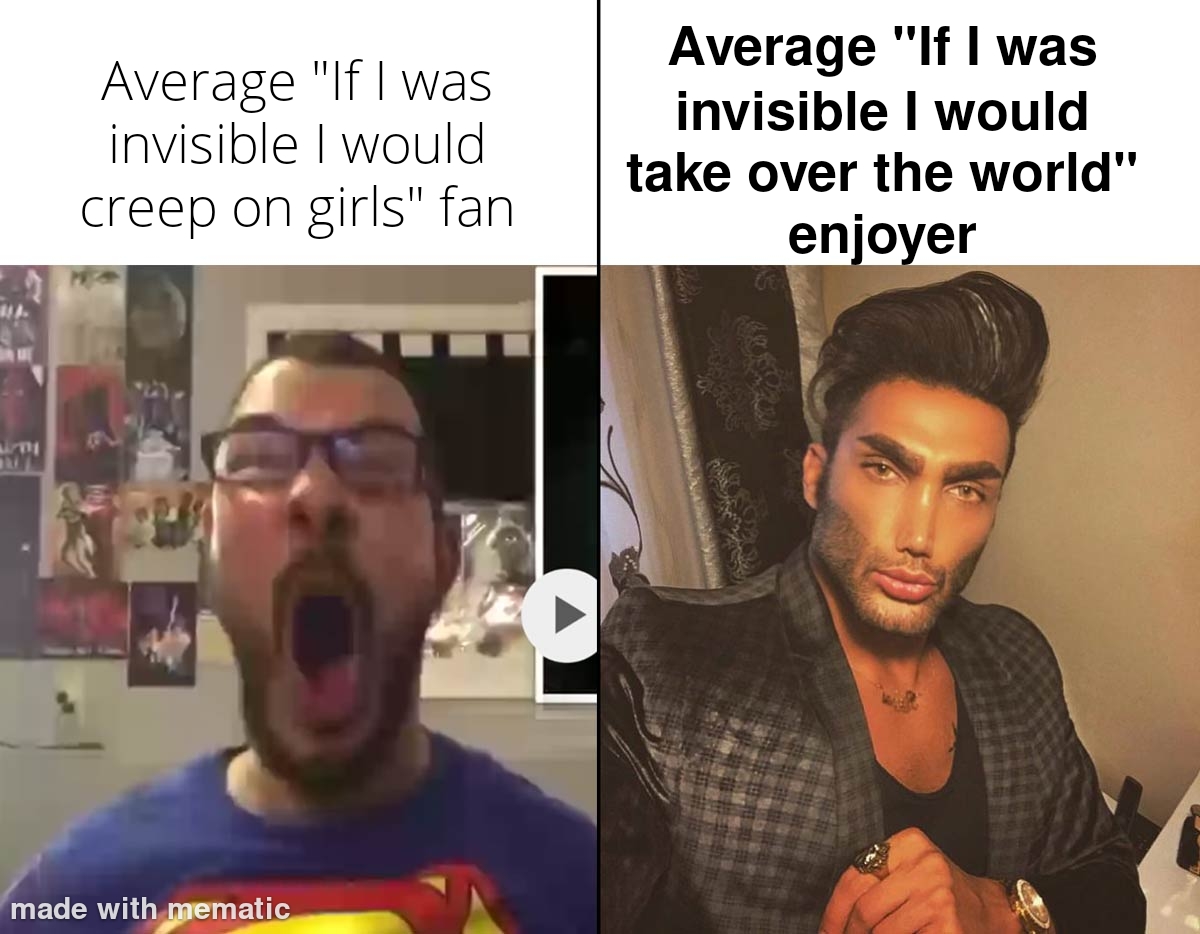 Average "If I was
invisible I would
creep on girls" fan
Average "If I was
invisible I would
take over the world"
enjoyer
made with mematic